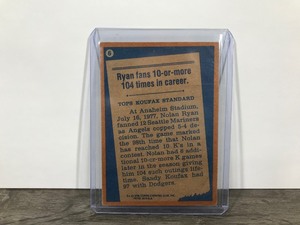 6
Ryan fans 10-or-more
104 times in career.
TOPS KOUFAX STANDARD
At Anaheim Stadium,
July 16, 1977, Nolan Ryan
fanned 12 Seattle Mariners
as Angels copped 5-4 de-
cision. The game marked
the 98th time that Nolan
has reached 10 K's in a
contest. Nolan had 6 addi-
tional 10-or-more K games
later in the season giving
him 104 such outings life-
time. Sandy Koufax had
97 with Dodgers.